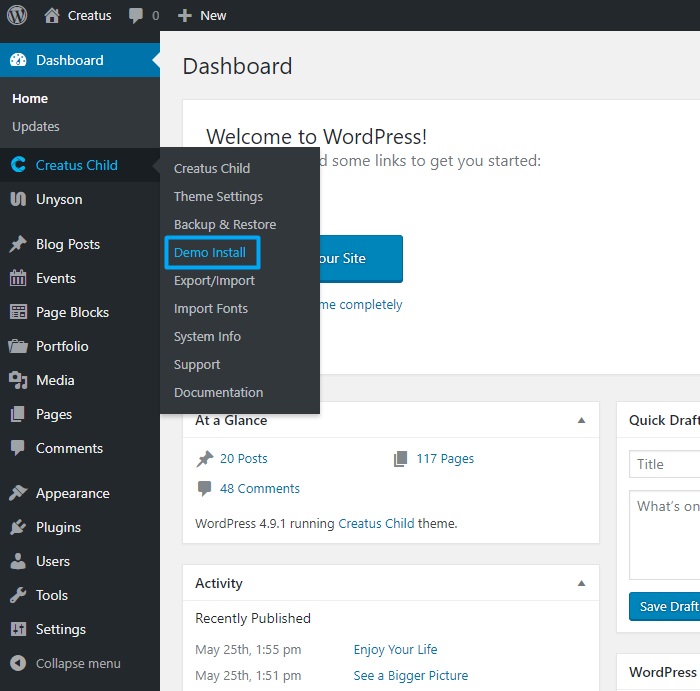 Creatus 0 New
Dashboard
Home
Updates
Creatus Child
Unyson
Blog Posts
Events
Page Blocks
Portfolio
Media
Pages
Comments
Appearance
Plugins
Users
Tools
Settings
Collapse menu
Creatus Child
Theme Settings
Backup & Restore
Demo Install
Export/Import
Import Fonts
System Info
Support
Documentation
Dashboard
Welcome to WordPress!
some links to get you started:
our Site
me completely
At a Glance
20 Posts 117 Pages
48 Comments
WordPress 4.9.1 running Creatus Child theme.
Activity
Recently Published
May 25th, 1:55 pm Enjoy Your Life
May 25th, 1:51 pm See a Bigger Picture
Quick Draft
Title
What's on
Save Draft
WordPress